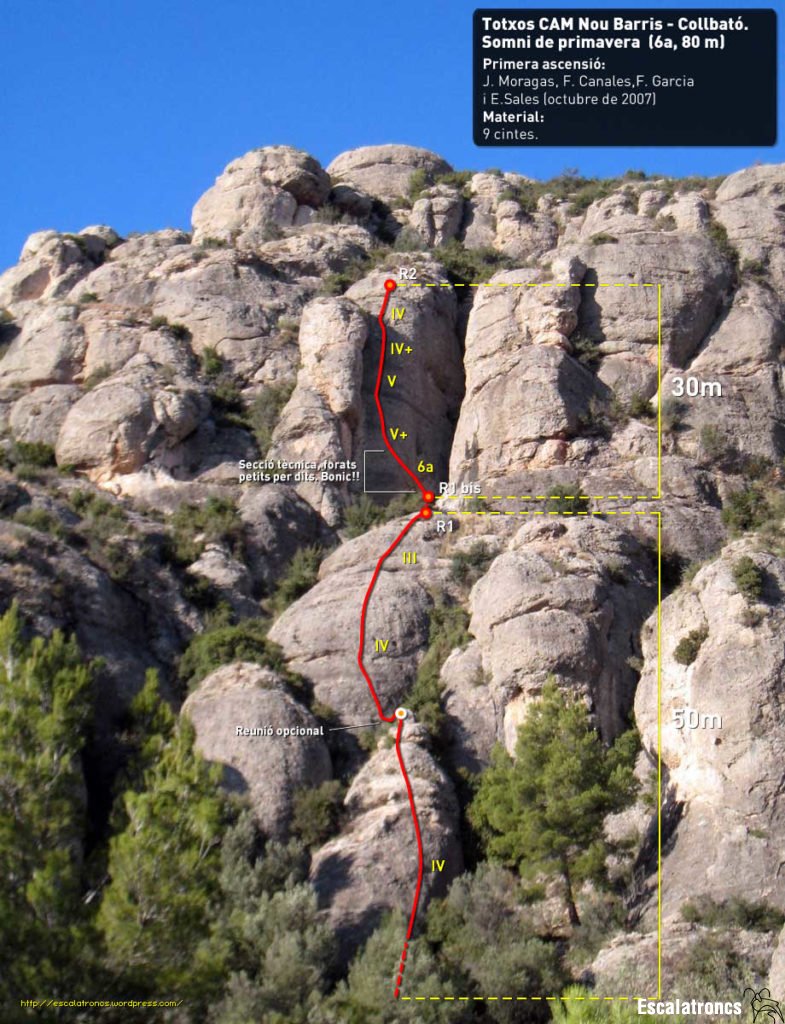 Totxos CAM Nou Barris - Collbató.
Somni de primavera (6a, 80 m)
Primera ascensió:
J. Moragas, F. Canales,F. Garcia
i E.Sales (octubre de 2007)
Material:
9 cintes.
R2
IV
IV+
V
30m
V+
Secció tècnica, forats
petits per dits. Bonic!!
6a
R1 bis
R1
III
IV
50m
Reunió opcional
IV
http://escalatroncs.wordpress.com/
Escalatroncs